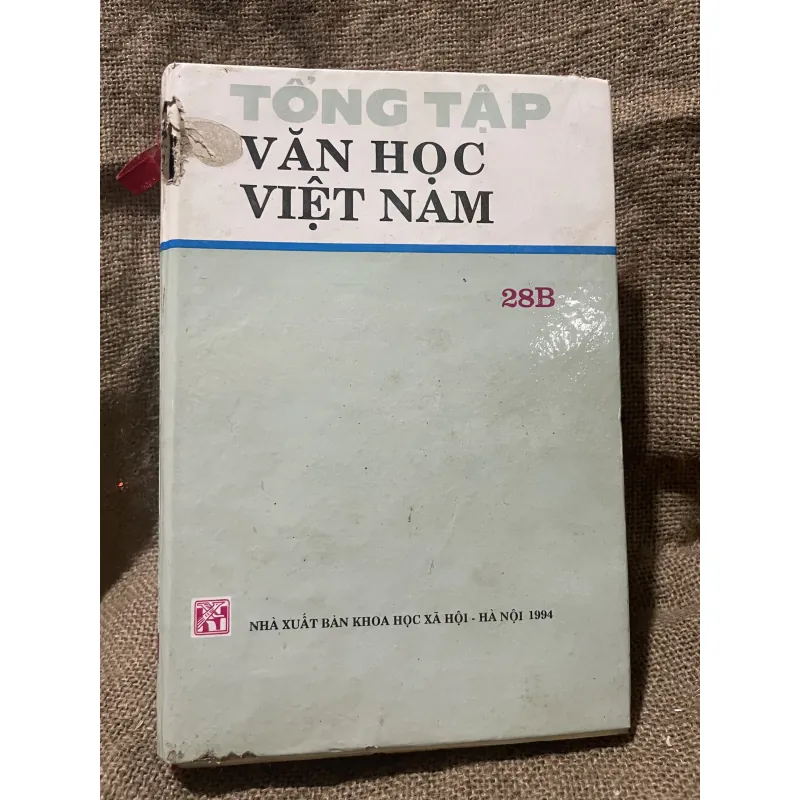 TỔNG TẬP
VĂN HỌC
VIỆT NAM
28B
NHÀ XUẤT BẢN KHOA HỌC XÃ HỘI - HÀ NỘI 1994